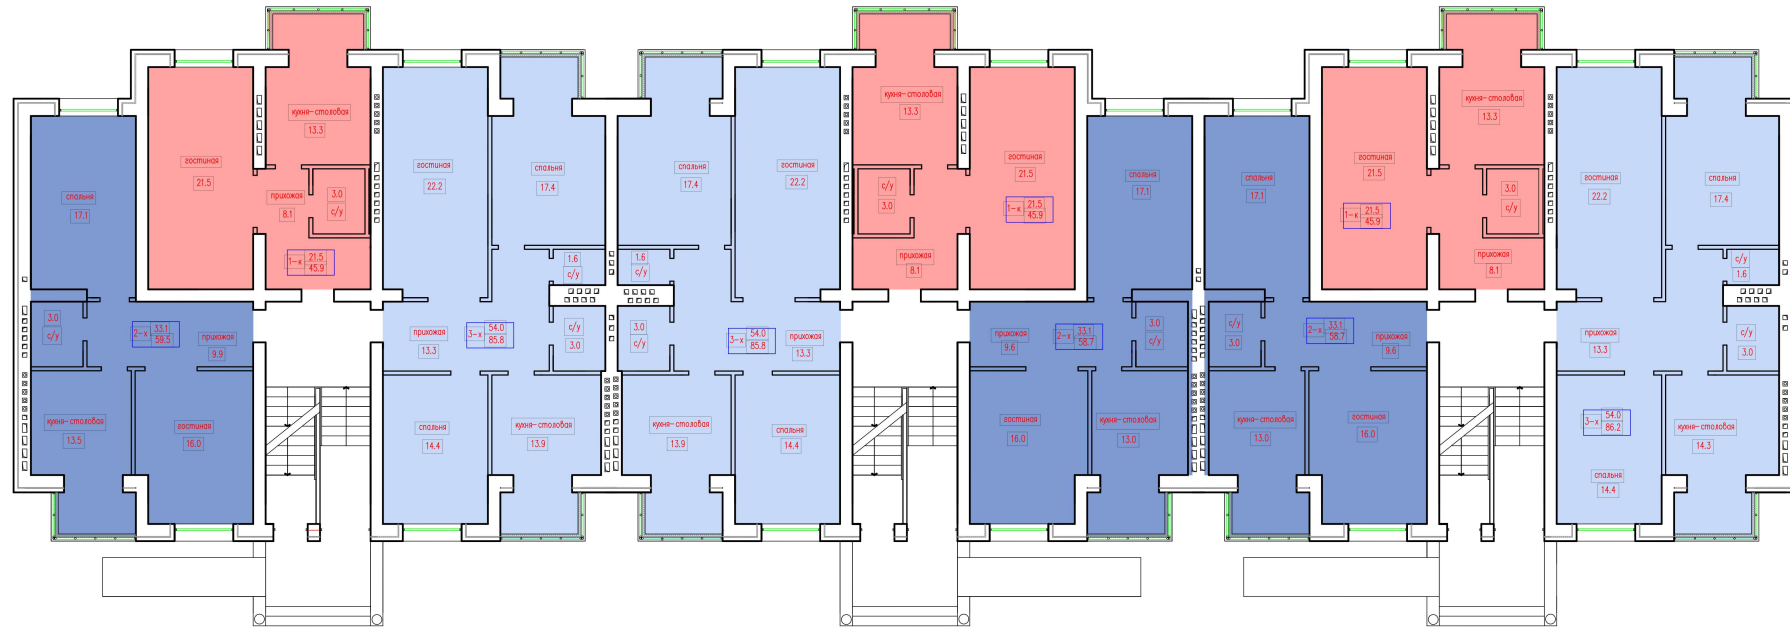 кухня-столовая
13.3
гостиная
21.5
прихожая
8.1
3.0
с/у
1-к 21.5
45.9
спальня
17.1
3.0
с/у
2-х 33.1
59.5
прихожая
9.9
кухня-столовая
13.5
гостиная
16.0
гостиная
22.2
спальня
17.4
1.6
с/у
с/у
3.0
прихожая
13.3
3-х 54.0
85.8
спальня
14.4
кухня-столовая
13.9
спальня
17.4
гостиная
22.2
1.6
с/у
3.0
с/у
3-х 54.0
85.8
прихожая
13.3
кухня-столовая
13.9
спальня
14.4
кухня-столовая
13.3
гостиная
21.5
с/у
3.0
1-к 21.5
45.9
прихожая
8.1
спальня
17.1
прихожая
9.6
2-х 33.1
58.7
3.0
с/у
гостиная
16.0
кухня-столовая
13.0
спальня
17.1
с/у
3.0
2-х 33.1
58.7
прихожая
9.6
кухня-столовая
13.0
гостиная
16.0
гостиная
21.5
кухня-столовая
13.3
1-к 21.5
45.9
3.0
с/у
прихожая
8.1
гостиная
22.2
спальня
17.4
с/у
1.6
прихожая
13.3
с/у
3.0
3-х 54.0
86.2
кухня-столовая
14.3
спальня
14.4